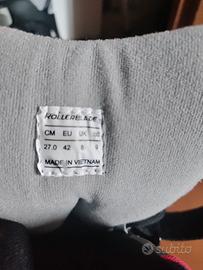 ROLLERBLADE
CM EU UK US
27.0 42 8 9
MADE IN VIETNAM
subito